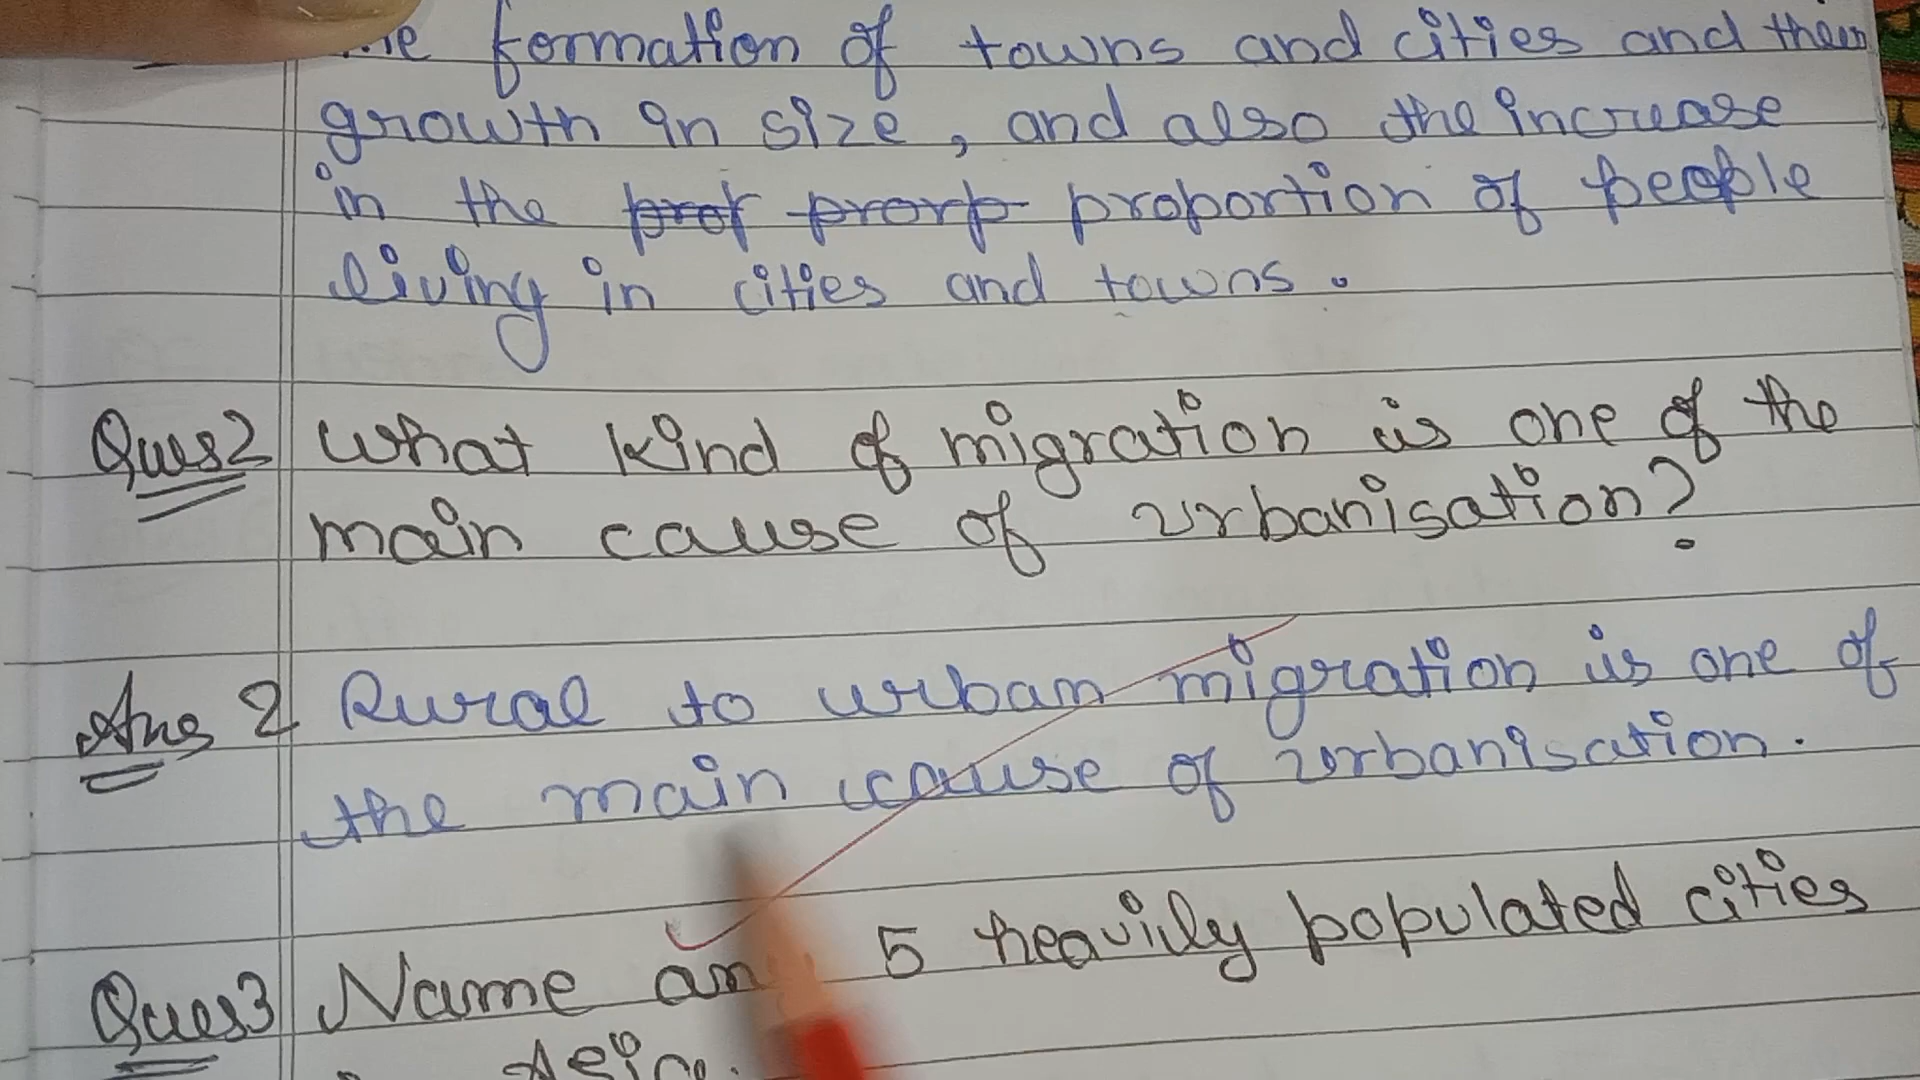 formation of towns and cities and their
growth in size, and also the increase
in the prof prorp proportion of people
living in cities and towns.
Ques2 What kind of migration is one of the
main cause of urbanisation?
Ans 2 Rural to urban migration is one of
the main cause of urbanisation.
Ques3 Name 5 heavily populated cities